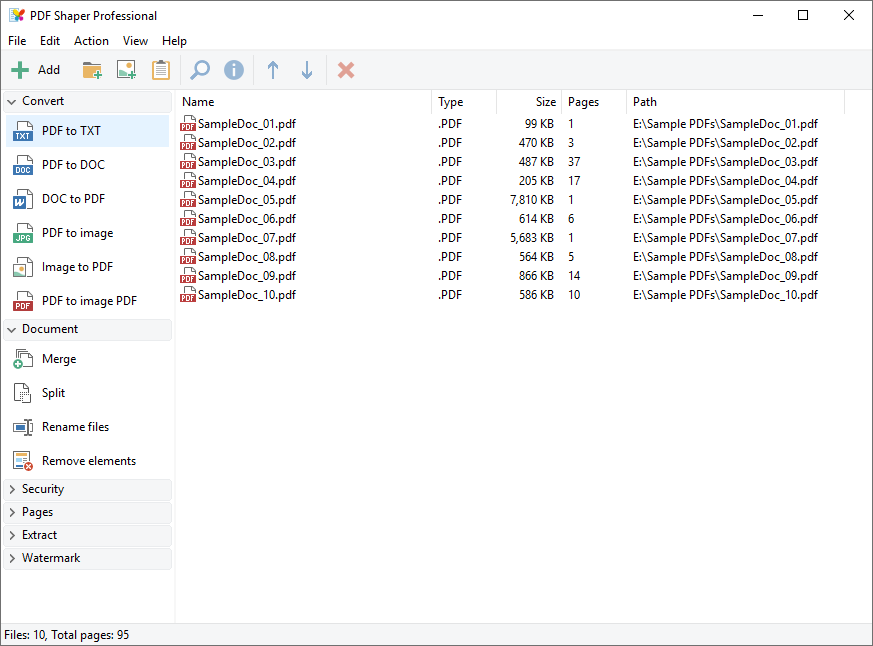 PDF Shaper Professional
File Edit Action View Help
Add
Convert
PDF to TXT
PDF to DOC
DOC to PDF
PDF to image
Image to PDF
PDF to image PDF
Document
Merge
Split
Rename files
Remove elements
Security
Pages
Extract
Watermark
Name Type Size Pages Path
SampleDoc_01.pdf .PDF 99 KB 1 E:\Sample PDFs\SampleDoc_01.pdf
SampleDoc_02.pdf .PDF 470 KB 3 E:\Sample PDFs\SampleDoc_02.pdf
SampleDoc_03.pdf .PDF 487 KB 37 E:\Sample PDFs\SampleDoc_03.pdf
SampleDoc_04.pdf .PDF 205 KB 17 E:\Sample PDFs\SampleDoc_04.pdf
SampleDoc_05.pdf .PDF 7,810 KB 1 E:\Sample PDFs\SampleDoc_05.pdf
SampleDoc_06.pdf .PDF 614 KB 6 E:\Sample PDFs\SampleDoc_06.pdf
SampleDoc_07.pdf .PDF 5,683 KB 1 E:\Sample PDFs\SampleDoc_07.pdf
SampleDoc_08.pdf .PDF 564 KB 5 E:\Sample PDFs\SampleDoc_08.pdf
SampleDoc_09.pdf .PDF 866 KB 14 E:\Sample PDFs\SampleDoc_09.pdf
SampleDoc_10.pdf .PDF 586 KB 10 E:\Sample PDFs\SampleDoc_10.pdf
Files: 10, Total pages: 95